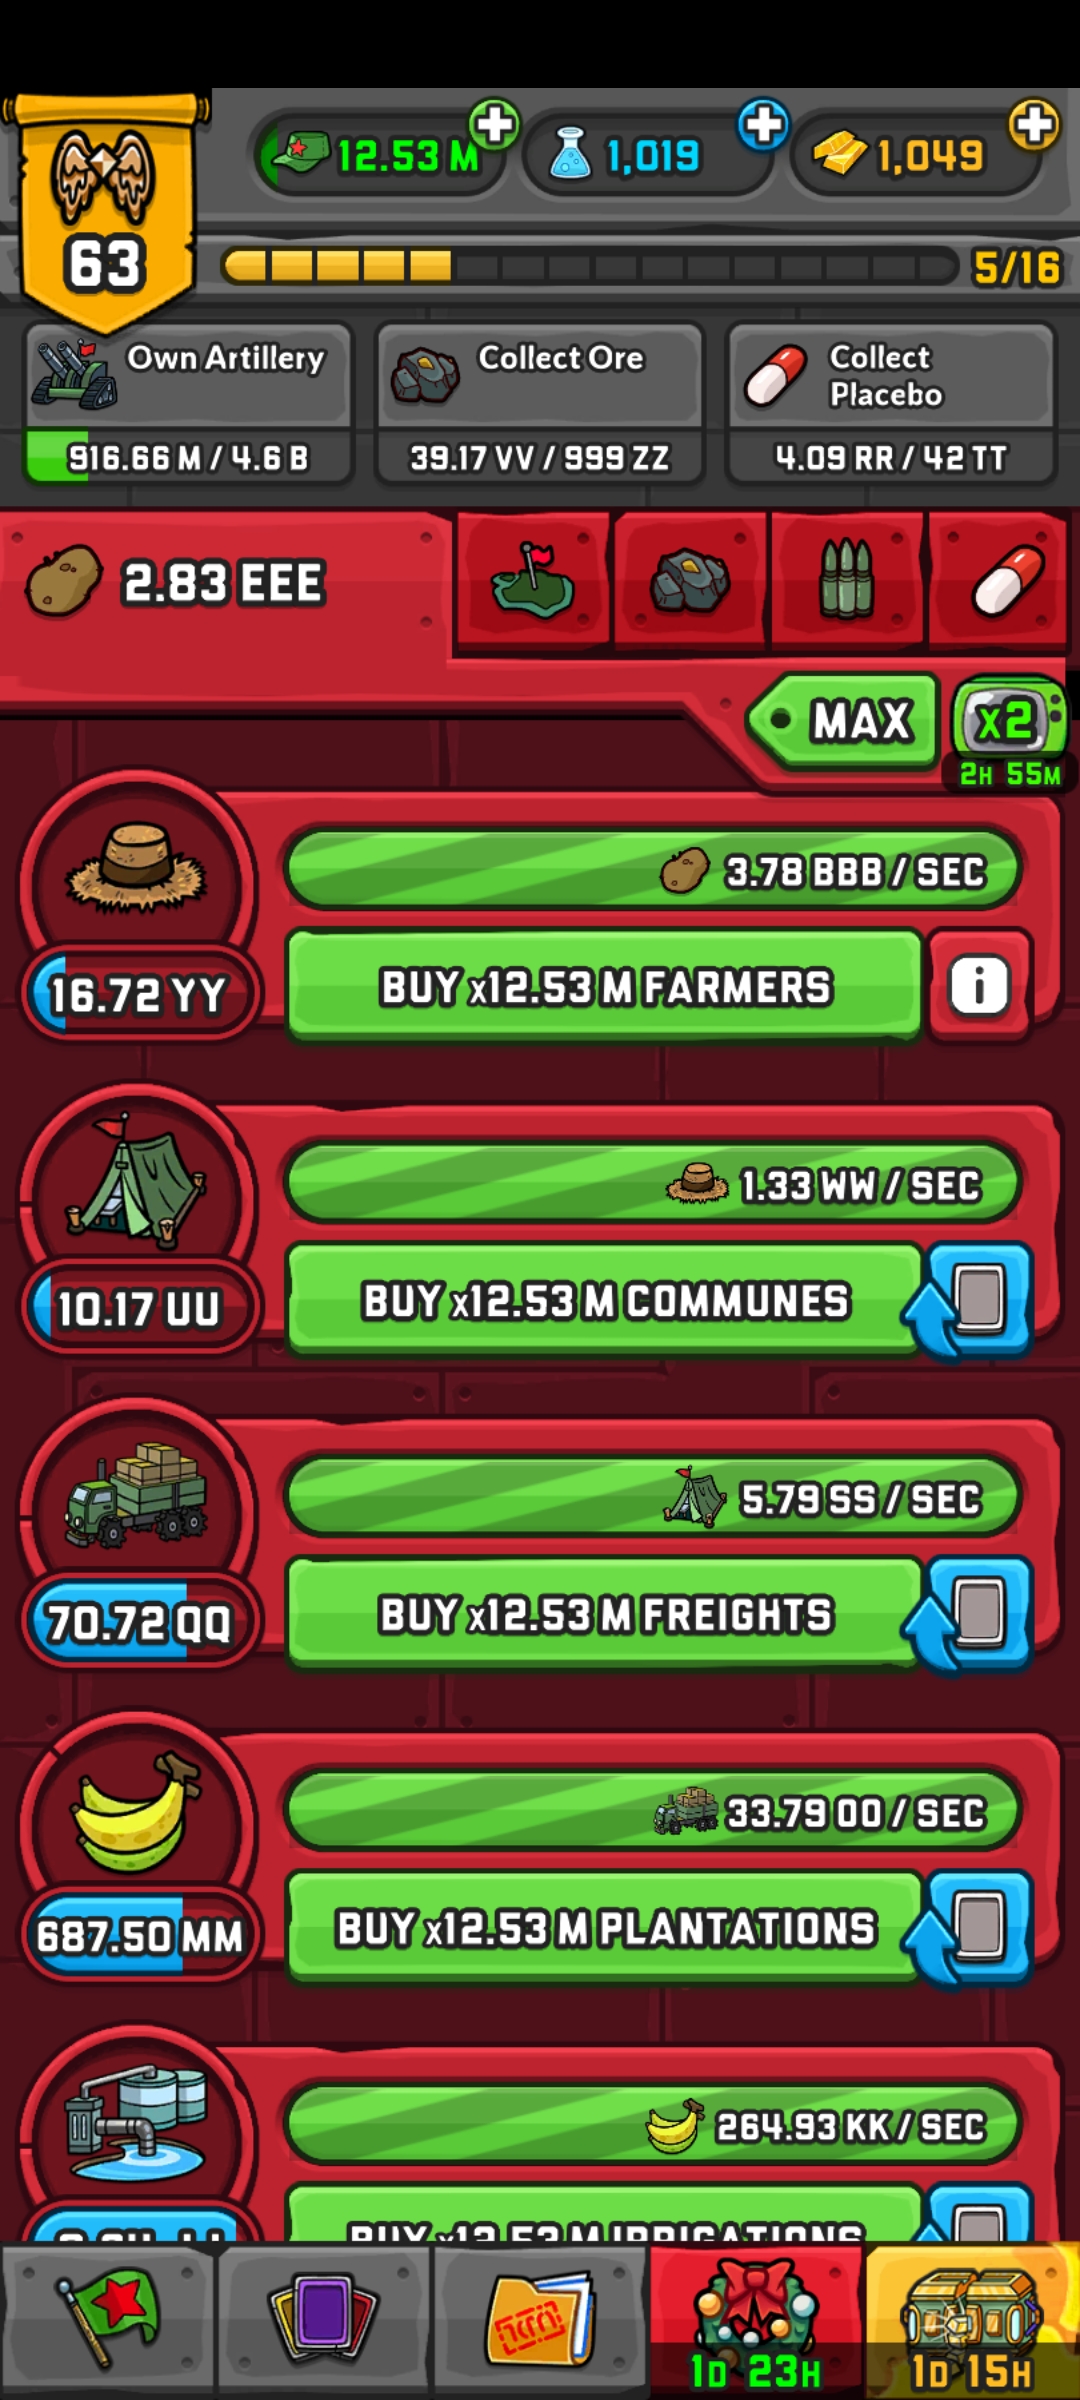 12.53 M
1,019
1,049
63
5/16
Own Artillery
916.66 M / 4.6 B
Collect Ore
39.17 VV / 999 ZZ
Collect
Placebo
4.09 RR / 42 TT
2.83 EEE
MAX
x2
2H 55M
3.78 BBB / SEC
16.72 YY
BUY x12.53 M FARMERS
i
1.33 WW / SEC
10.17 UU
BUY x12.53 M COMMUNES
5.79 SS / SEC
70.72 QQ
BUY x12.53 M FREIGHTS
33.79 OO / SEC
687.50 MM
BUY x12.53 M PLANTATIONS
264.93 KK / SEC
BUY x12.53 M IRRIGATIONS
1D 23H
1D 15H